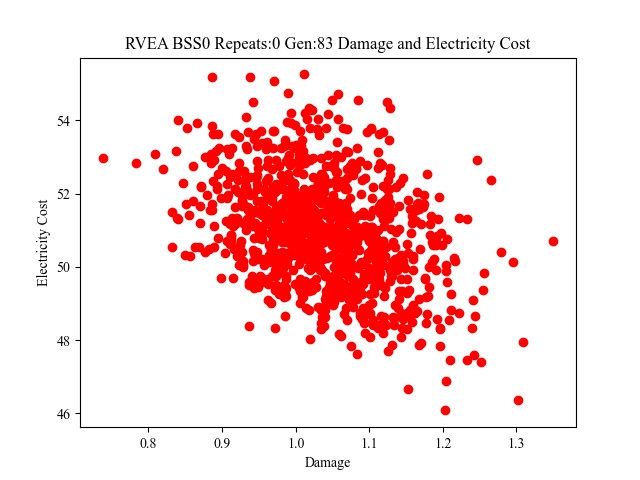 RVEA BSS0 Repeats:0 Gen:83 Damage and Electricity Cost
54
52
50
48
46
Electricity Cost
0.8 0.9 1.0 1.1 1.2 1.3
Damage